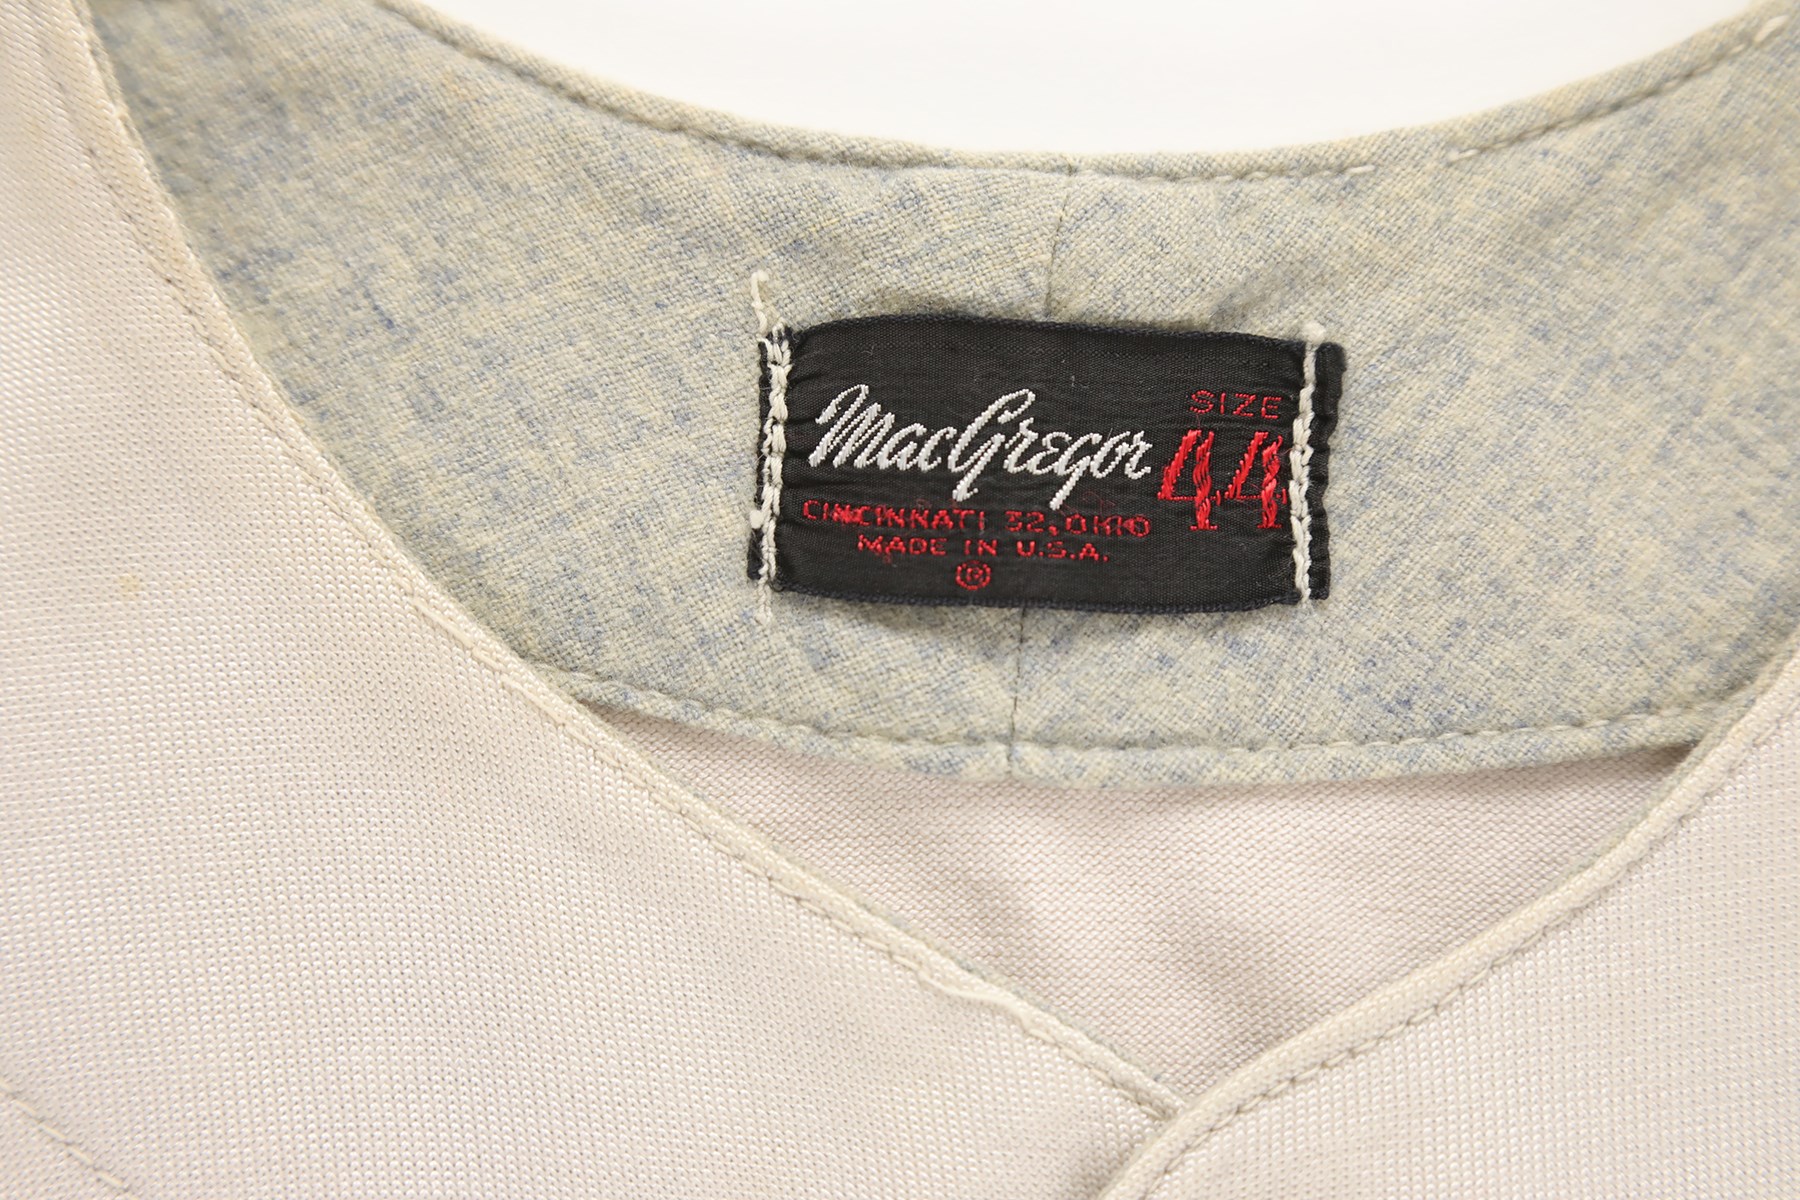 MacGregor
SIZE
44
CINCINNATI 32, OHIO
MADE IN U.S.A.
®